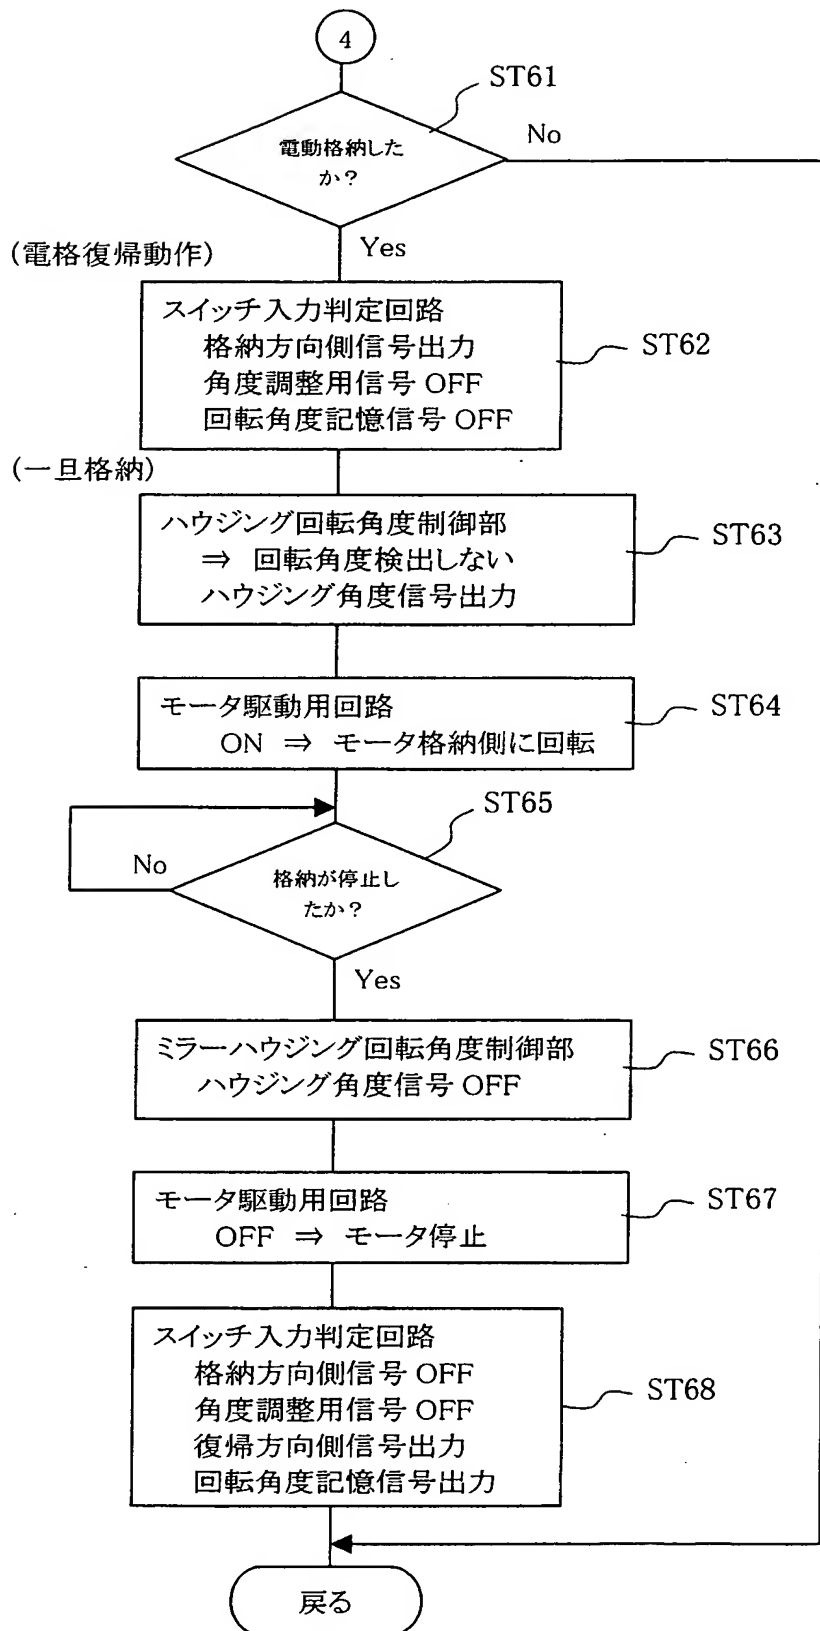 4
ST61
電動格納した
か?
No
Yes
(電格復帰動作)
スイッチ入力判定回路
格納方向側信号出力
角度調整用信号 OFF
回転角度記憶信号 OFF
ST62
(一旦格納)
ハウジング回転角度制御部
⇒ 回転角度検出しない
ハウジング角度信号出力
ST63
モータ駆動用回路
ON ⇒ モータ格納側に回転
ST64
ST65
No
格納が停止し
たか?
Yes
ミラーハウジング回転角度制御部
ハウジング角度信号 OFF
ST66
モータ駆動用回路
OFF ⇒ モータ停止
ST67
スイッチ入力判定回路
格納方向側信号 OFF
角度調整用信号 OFF
復帰方向側信号出力
回転角度記憶信号出力
ST68
戻る